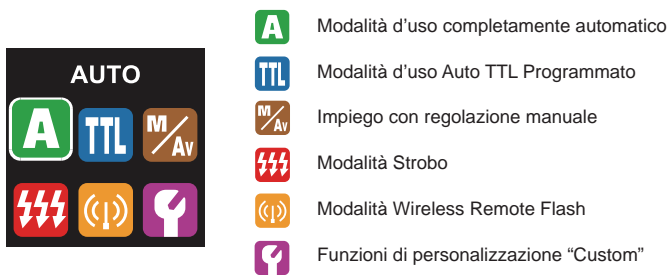 AUTO
A TTL M/Av
A Modalità d’uso completamente automatico
TTL Modalità d’uso Auto TTL Programmato
M/Av Impiego con regolazione manuale
Modalità Strobo
Modalità Wireless Remote Flash
Funzioni di personalizzazione “Custom”